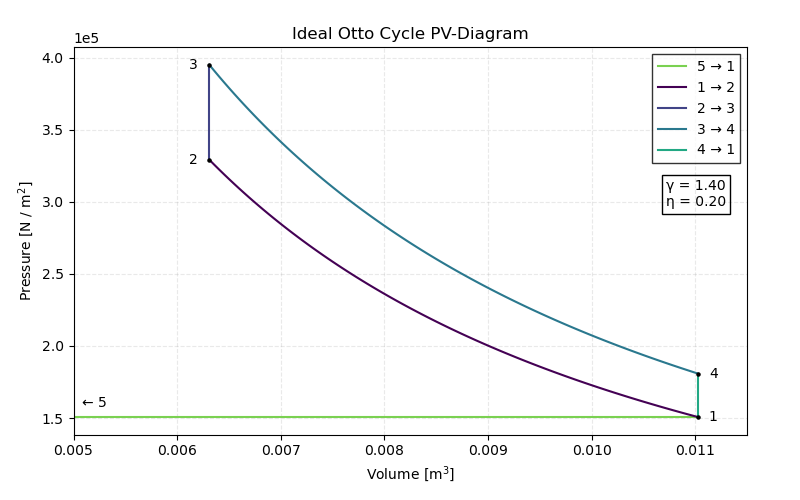 Ideal Otto Cycle PV-Diagram
1e5
4.0
3.5
3.0
2.5
2.0
1.5
Pressure [N / m²]
3
2
4
1
← 5
5 → 1
1 → 2
2 → 3
3 → 4
4 → 1
γ = 1.40
η = 0.20
0.005 0.006 0.007 0.008 0.009 0.010 0.011
Volume [m³]